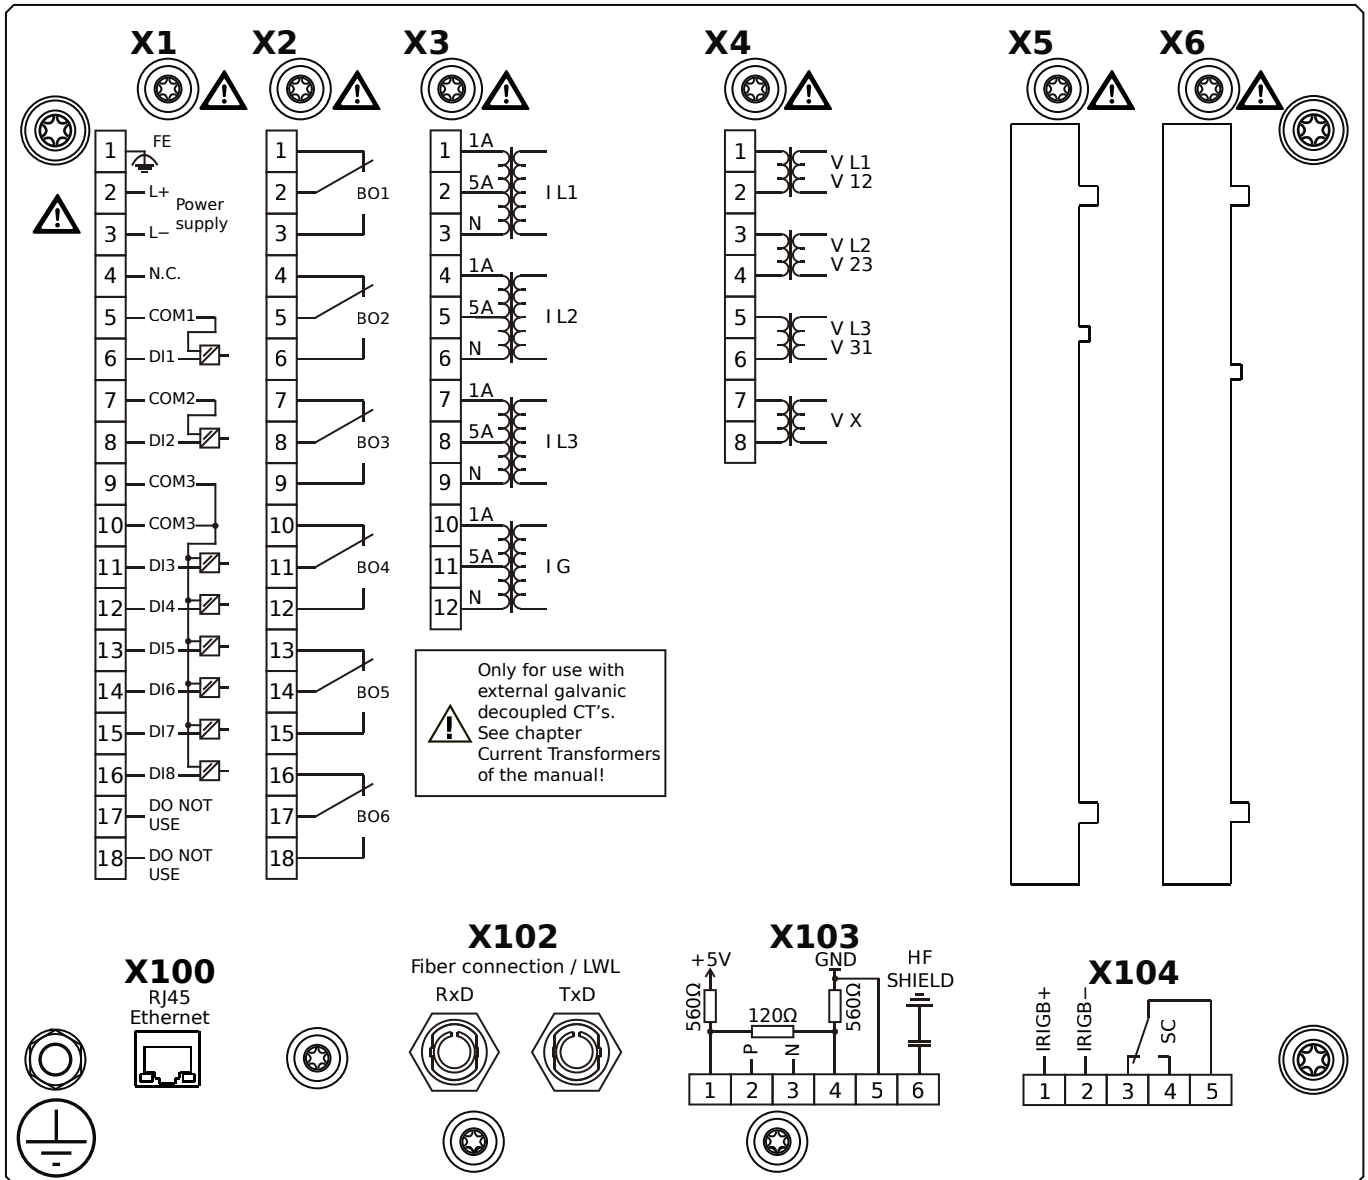 X1
X2
X3
X4
X5
X6
1 FE
2 L+
Power
supply
3 L−
4 N.C.
5 COM1
6 DI1
7 COM2
8 DI2
9 COM3
10 COM3
11 DI3
12 DI4
13 DI5
14 DI6
15 DI7
16 DI8
17 DO NOT
USE
18 DO NOT
USE
1
2 BO1
3
4
5 BO2
6
7
8 BO3
9
10
11 BO4
12
13
14 BO5
15
16
17 BO6
18
1 1A
2 5A I L1
3 N
4 1A
5 5A I L2
6 N
7 1A
8 5A I L3
9 N
10 1A
11 5A I G
12 N
Only for use with
external galvanic
decoupled CT's.
See chapter
Current Transformers
of the manual!
1 V L1
2 V 12
3 V L2
4 V 23
5 V L3
6 V 31
7
V X
8
X100
RJ45
Ethernet
X102
Fiber connection / LWL
RxD TxD
X103
+5V GND HF
SHIELD
560Ω 120Ω 560Ω
P N
1 2 3 4 5 6
X104
IRIGB+ IRIGB− SC
1 2 3 4 5